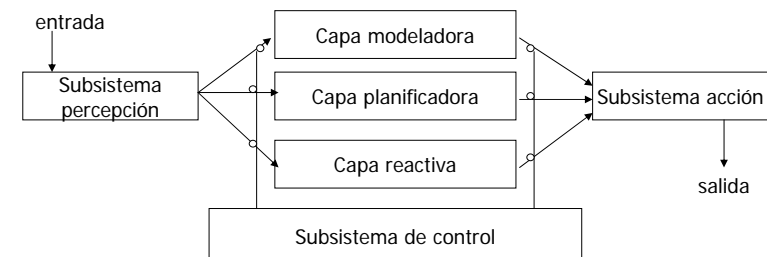 entrada
Capa modeladora
Subsistema
percepción
Capa planificadora
Subsistema acción
Capa reactiva
salida
Subsistema de control